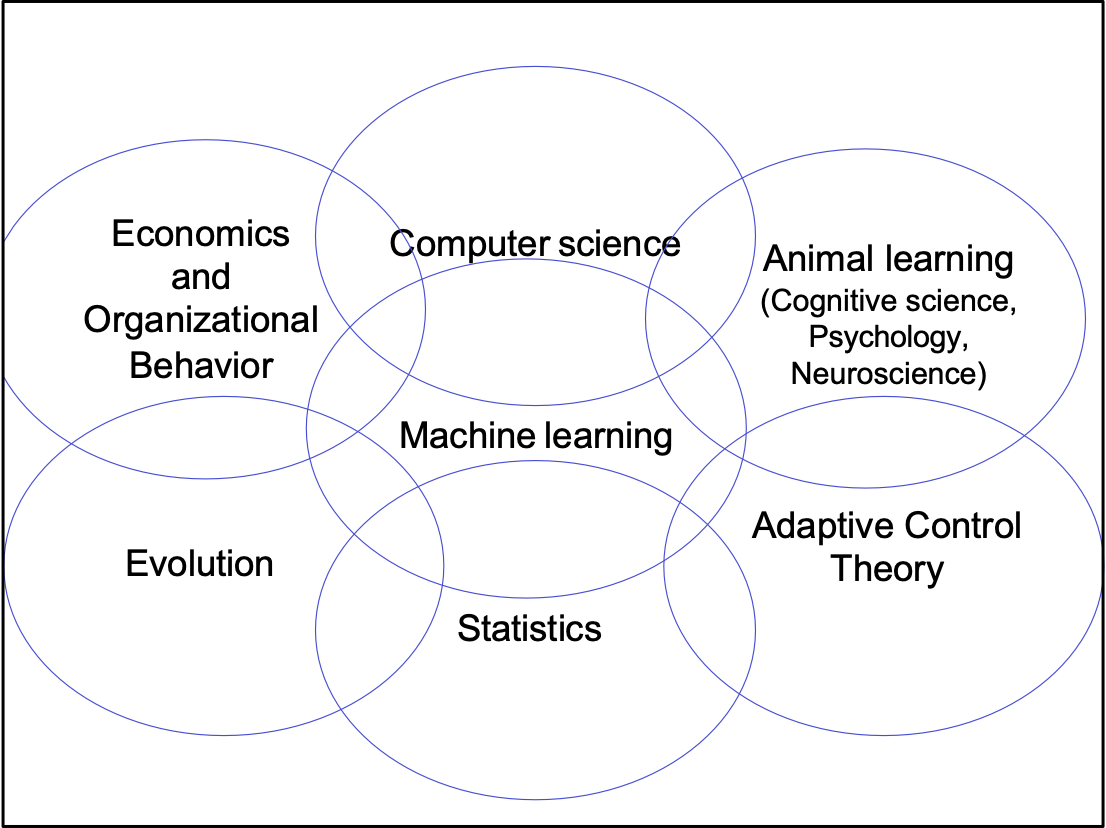 Economics
and
Organizational
Behavior
Computer science
Animal learning
(Cognitive science,
Psychology,
Neuroscience)
Machine learning
Evolution
Adaptive Control
Theory
Statistics